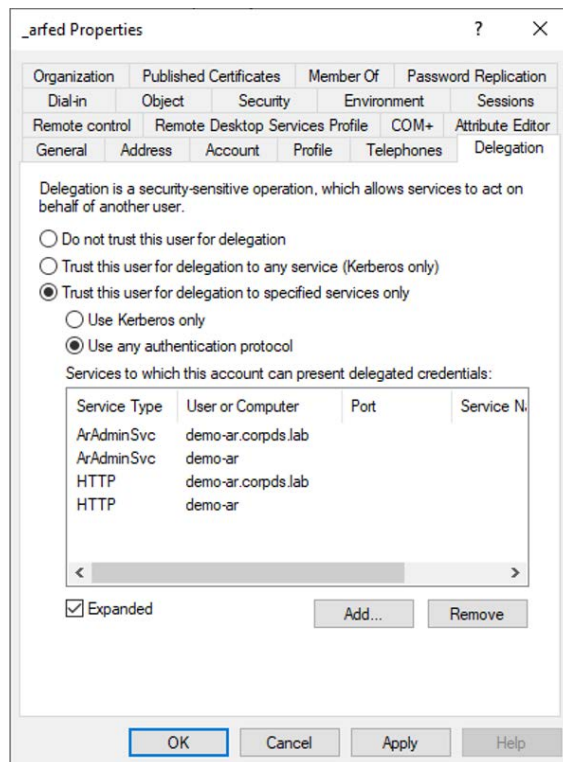 _arfed Properties ? ×
Organization Published Certificates Member Of Password Replication
Dial-in Object Security Environment Sessions
Remote control Remote Desktop Services Profile COM+ Attribute Editor
General Address Account Profile Telephones Delegation
Delegation is a security-sensitive operation, which allows services to act on
behalf of another user.
Do not trust this user for delegation
Trust this user for delegation to any service (Kerberos only)
Trust this user for delegation to specified services only
Use Kerberos only
Use any authentication protocol
Services to which this account can present delegated credentials:
Service Type User or Computer Port Service N
ArAdminSvc demo-ar.corpds.lab
ArAdminSvc demo-ar
HTTP demo-ar.corpds.lab
HTTP demo-ar
Expanded Add... Remove
OK Cancel Apply Help